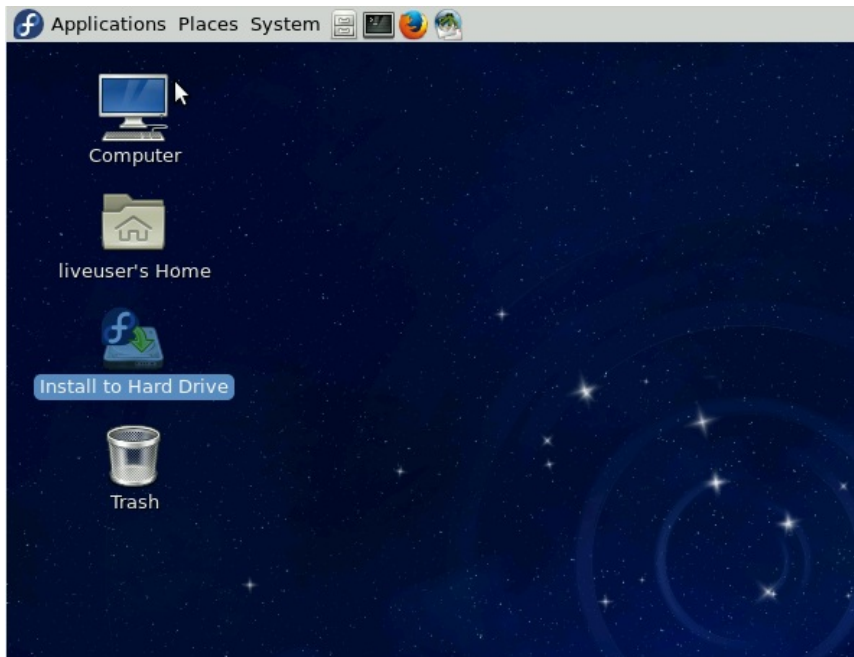 Applications Places System
Computer
liveuser's Home
Install to Hard Drive
Trash